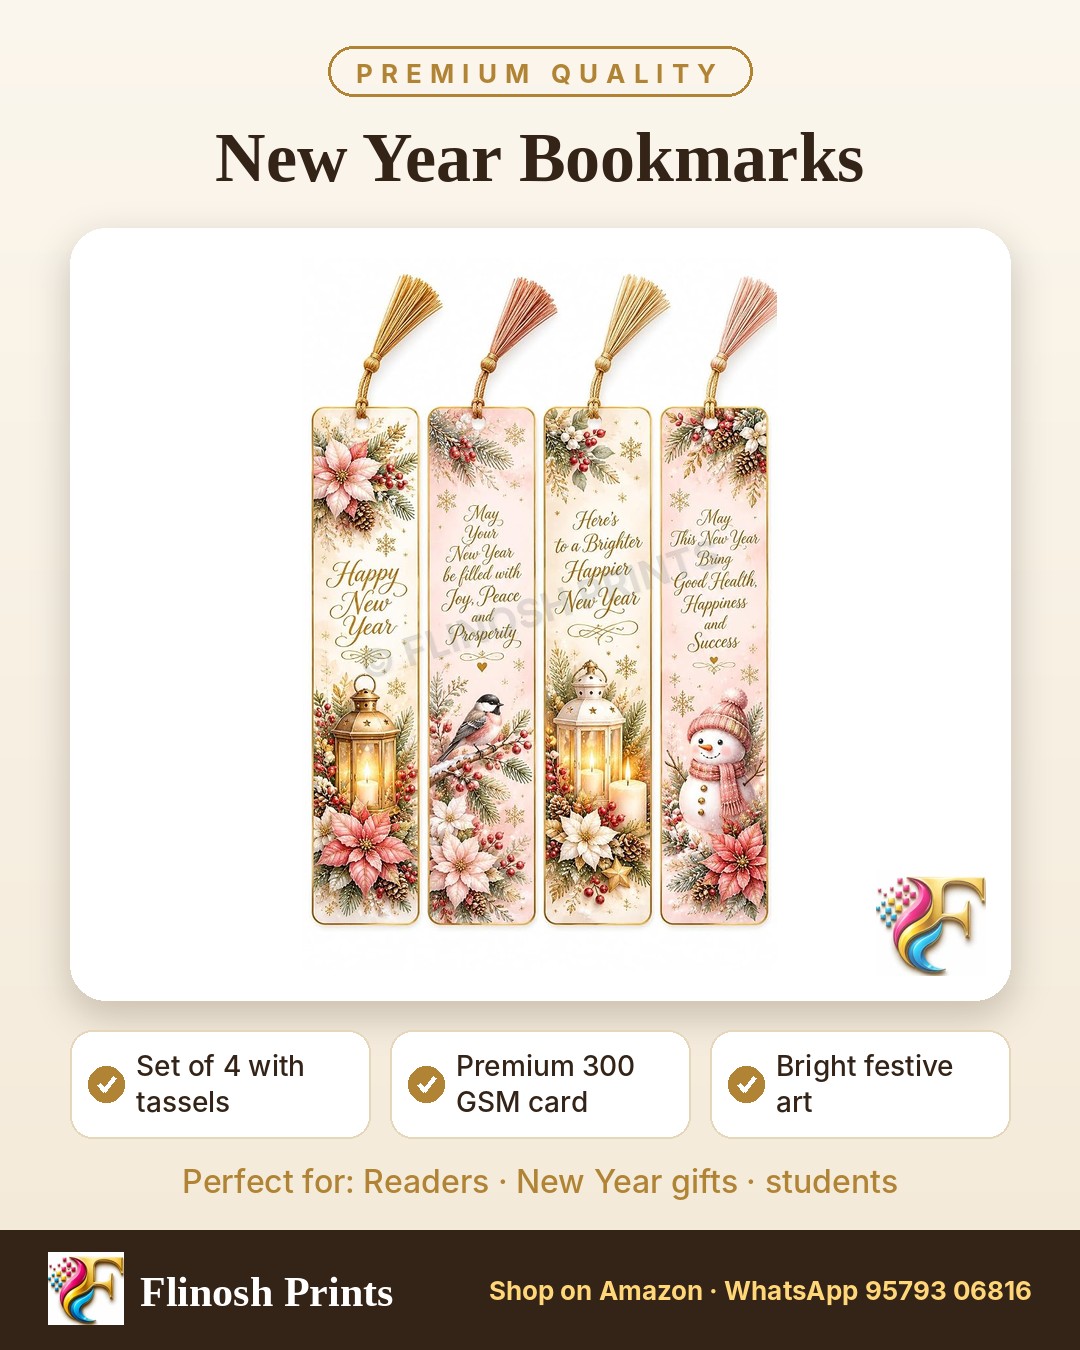 PREMIUM QUALITY
New Year Bookmarks
Happy
New
Year
May
Your
New Year
be filled with
Joy, Peace
and
Prosperity
Here's
to a Brighter
Happier
New Year
May
This New Year
Bring
Good Health,
Happiness
and
Success
© FLINOSH PRINTS
F
Set of 4 with
tassels
Premium 300
GSM card
Bright festive
art
Perfect for: Readers · New Year gifts · students
F
Flinosh Prints
Shop on Amazon · WhatsApp 95793 06816